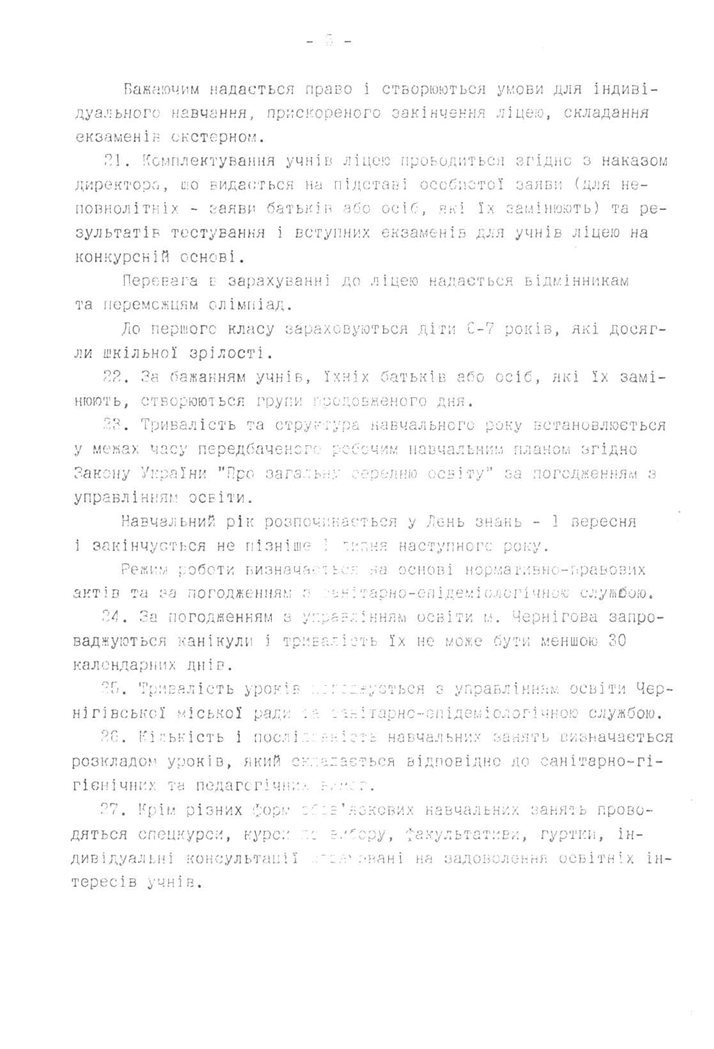 Бажаючим надається право і створюються умови для індиві-
дуального навчання, прискореного закінчення ліцею, складання
екзаменів екстерном.
21. Комплектування учнів ліцею проводиться згідно з наказом
директора, що видається на підставі особистої заяви (для не-
повнолітніх - заяви батьків або осіб, які їх замінюють) та ре-
зультатів тестування і вступних екзаменів для учнів ліцею на
конкурсній основі.
Перевага в зарахуванні до ліцею надається відмінникам
та переможцям олімпіад.
До першого класу зараховуються діти 6-7 років, які досяг-
ли шкільної зрілості.
22. За бажанням учнів, їхніх батьків або осіб, які їх замі-
нюють, створюються групи продовженого дня.
23. Тривалість та структура навчального року встановлюється
у межах часу передбаченого робочим навчальним планом згідно
Закону України "Про загальну середню освіту" за погодженням з
управлінням освіти.
Навчальний рік розпочинається у День знань - 1 вересня
і закінчується не пізніше 1 липня наступного року.
Режим роботи визначається на основі нормативно-правових
актів та за погодженням з санітарно-епідеміологічною службою.
24. За погодженням з управлінням освіти м. Чернігова запро-
ваджуються канікули і тривалість їх не може бути меншою 30
календарних днів.
25. Тривалість уроків погоджується з управлінням освіти Чер-
нігівської міської ради та санітарно-епідеміологічною службою.
26. Кількість і послідовність навчальних занять визначається
розкладом уроків, який складається відповідно до санітарно-гі-
гієнічних та педагогічних вимог.
27. Крім різних форм обов'язкових навчальних занять прово-
дяться спецкурси, курси по вибору, факультативи, гуртки, ін-
дивідуальні консультації на задоволення освітніх ін-
тересів учнів.